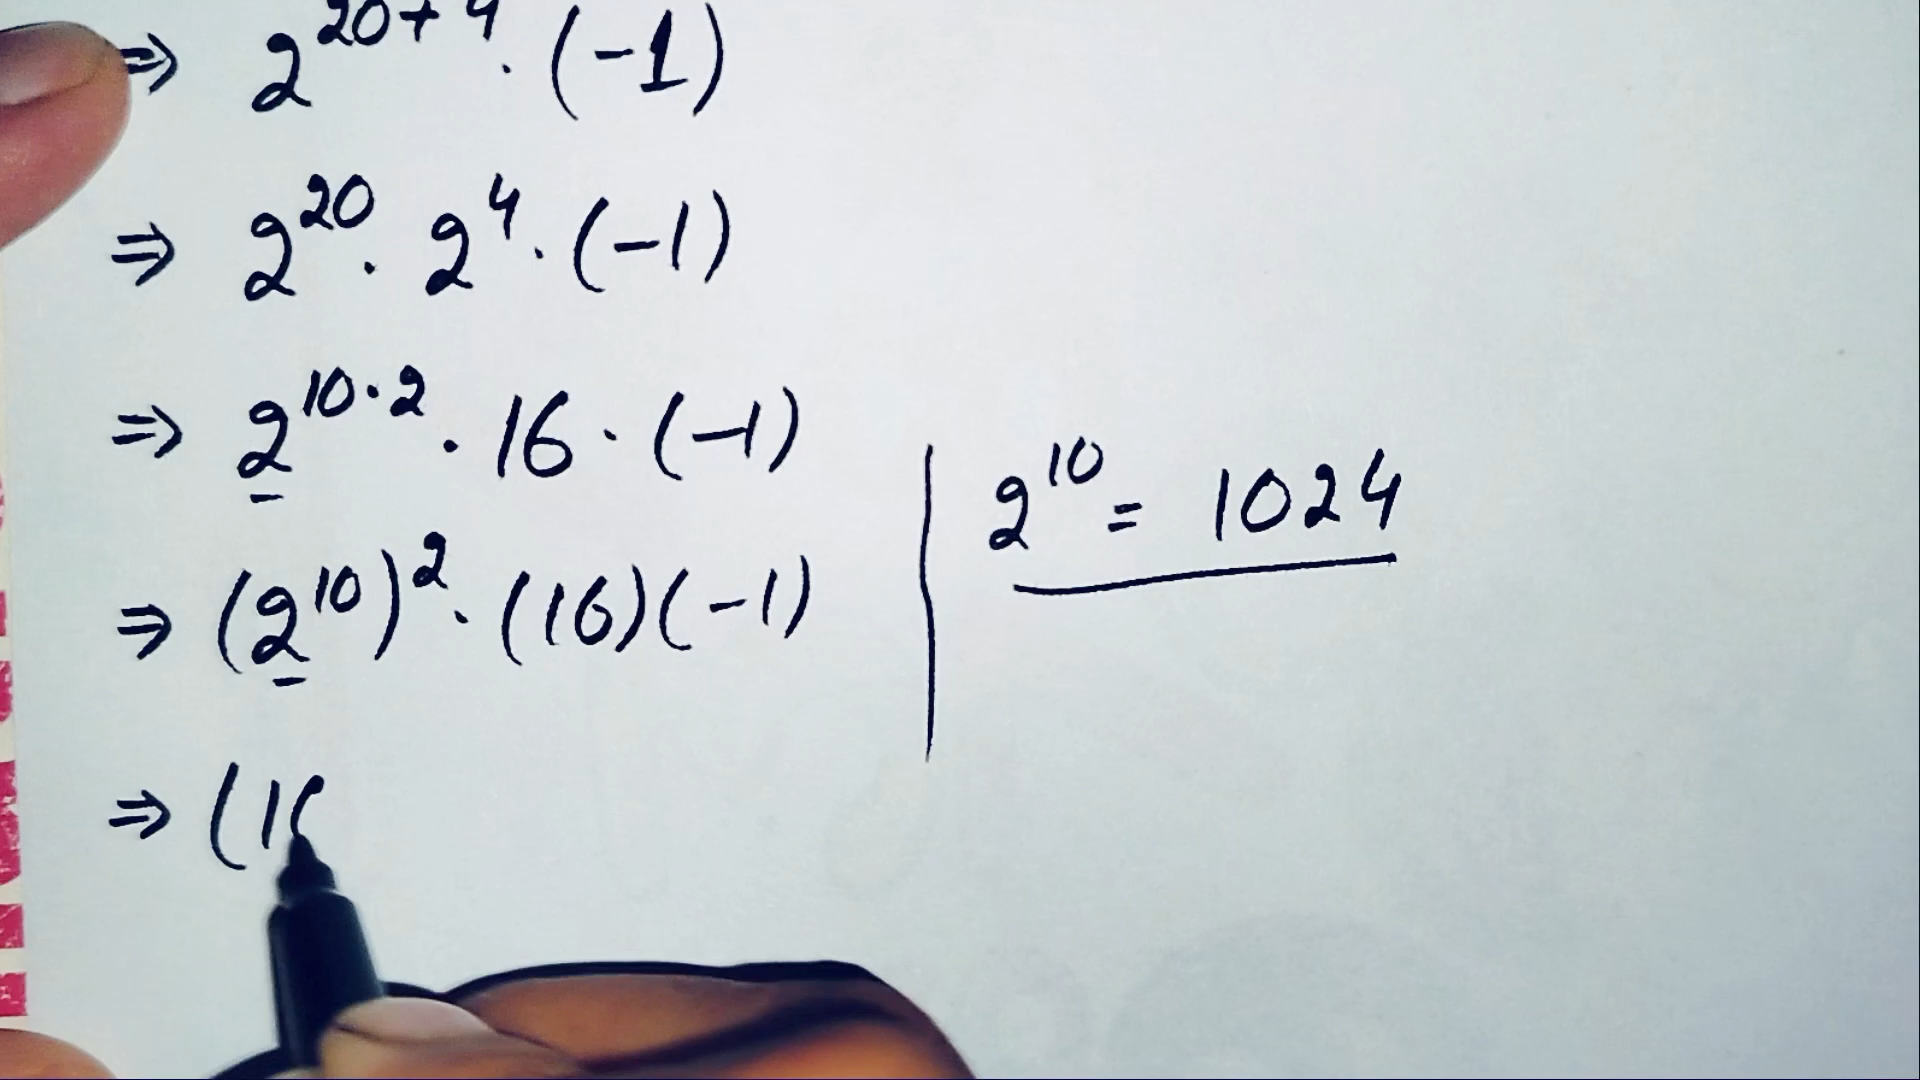 ⇒ 2^20+4 · (-1)
⇒ 2^20 · 2^4 · (-1)
⇒ 2^10·2 · 16 · (-1)
2^10 = 1024
⇒ (2^10)^2 · (16)(-1)
⇒ (10